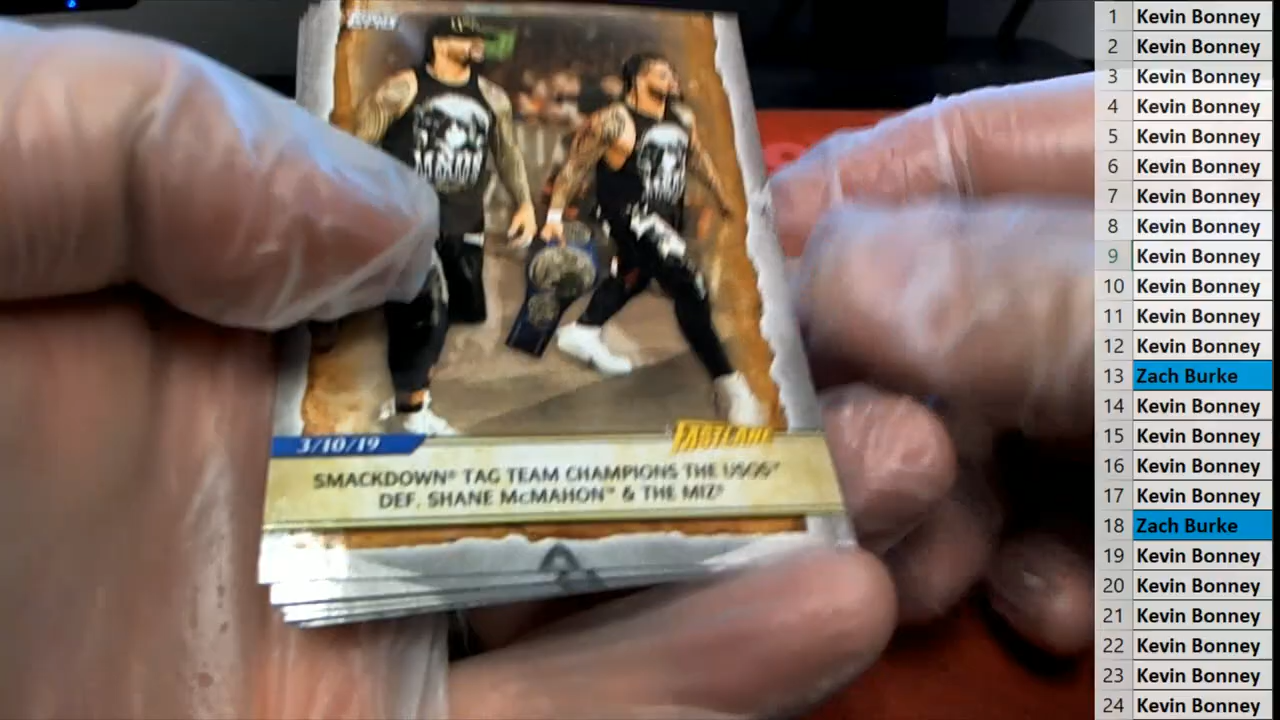 3/10/19
FASTLANE
SMACKDOWN® TAG TEAM CHAMPIONS THE USOS™
DEF. SHANE McMAHON™ & THE MIZ®
1 Kevin Bonney
2 Kevin Bonney
3 Kevin Bonney
4 Kevin Bonney
5 Kevin Bonney
6 Kevin Bonney
7 Kevin Bonney
8 Kevin Bonney
9 Kevin Bonney
10 Kevin Bonney
11 Kevin Bonney
12 Kevin Bonney
13 Zach Burke
14 Kevin Bonney
15 Kevin Bonney
16 Kevin Bonney
17 Kevin Bonney
18 Zach Burke
19 Kevin Bonney
20 Kevin Bonney
21 Kevin Bonney
22 Kevin Bonney
23 Kevin Bonney
24 Kevin Bonney